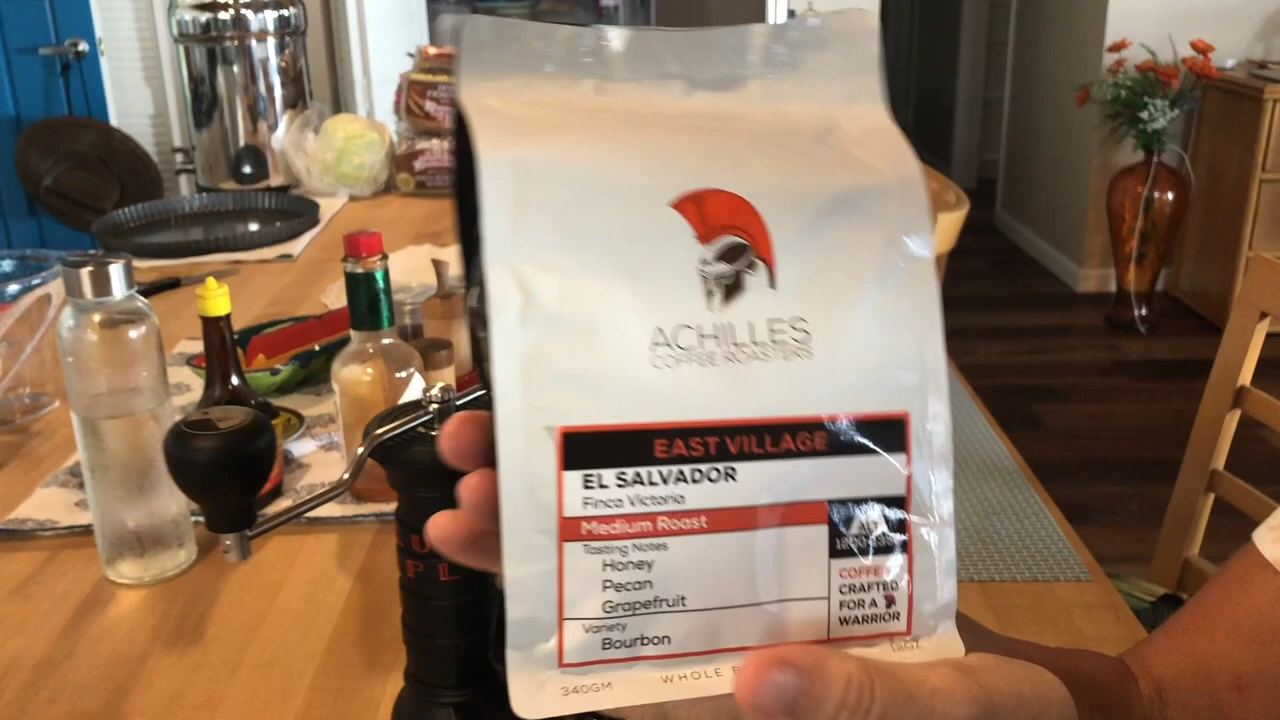 ACHILLES
COFFEE ROASTERS
EAST VILLAGE
EL SALVADOR
Finca Victoria
Medium Roast
Tasting Notes
Honey
Pecan
Grapefruit
Variety
Bourbon
COFFEE
CRAFTED
FOR A
WARRIOR
340GM
WHOLE
12OZ